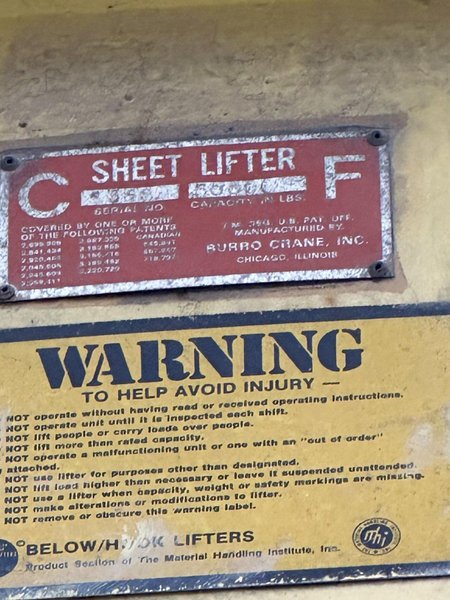 SHEET LIFTER
C F
SERIAL NO. CAPACITY IN LBS.
COVERED BY ONE OR MORE
OF THE FOLLOWING PATENTS
CANADIAN
T.M. REG. U.S. PAT. OFF.
MANUFACTURED BY
BURRO CRANE, INC.
CHICAGO, ILLINOIS
WARNING
TO HELP AVOID INJURY —
NOT operate without having read or received operating instructions.
NOT operate unit until it is inspected each shift.
NOT lift people or carry loads over people.
NOT lift more than rated capacity.
NOT operate a malfunctioning unit or one with an "out of order"
attached.
NOT use lifter for purposes other than designated.
NOT lift load higher than necessary or leave it suspended unattended.
NOT use a lifter when capacity, weight or safety markings are missing.
NOT make alterations or modifications to lifter.
NOT remove or obscure this warning label.
BELOW/HOOK LIFTERS
Product Section of The Material Handling Institute, Inc.
mhi